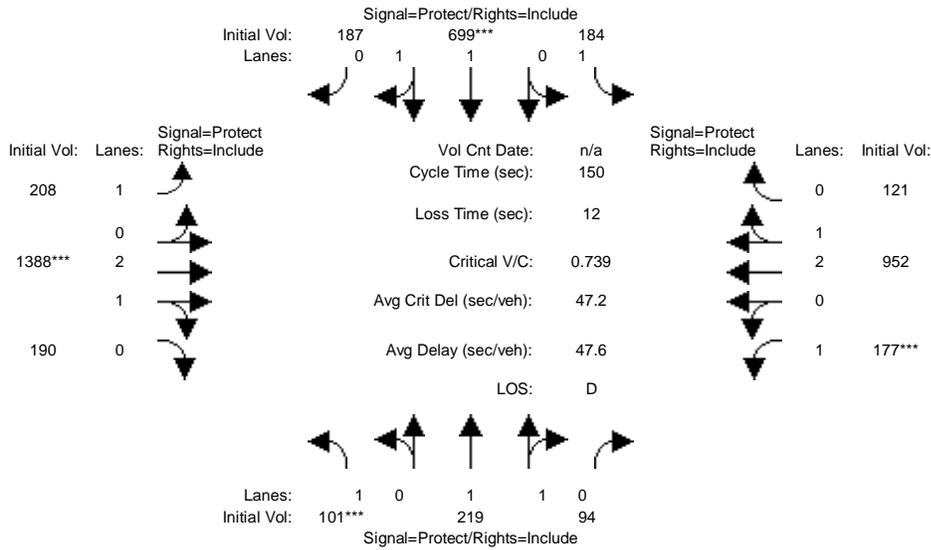 Signal=Protect/Rights=Include
Initial Vol: 187 699*** 184
Lanes: 0 1 1 0 1
Signal=Protect
Initial Vol: Lanes: Rights=Include
Vol Cnt Date: n/a
Signal=Protect
Rights=Include Lanes: Initial Vol:
Cycle Time (sec): 150
208 1
0 121
Loss Time (sec): 12
0
1
1388*** 2
Critical V/C: 0.739
2 952
1
Avg Crit Del (sec/veh): 47.2
0
190 0
Avg Delay (sec/veh): 47.6
1 177***
LOS: D
Lanes: 1 0 1 1 0
Initial Vol: 101*** 219 94
Signal=Protect/Rights=Include